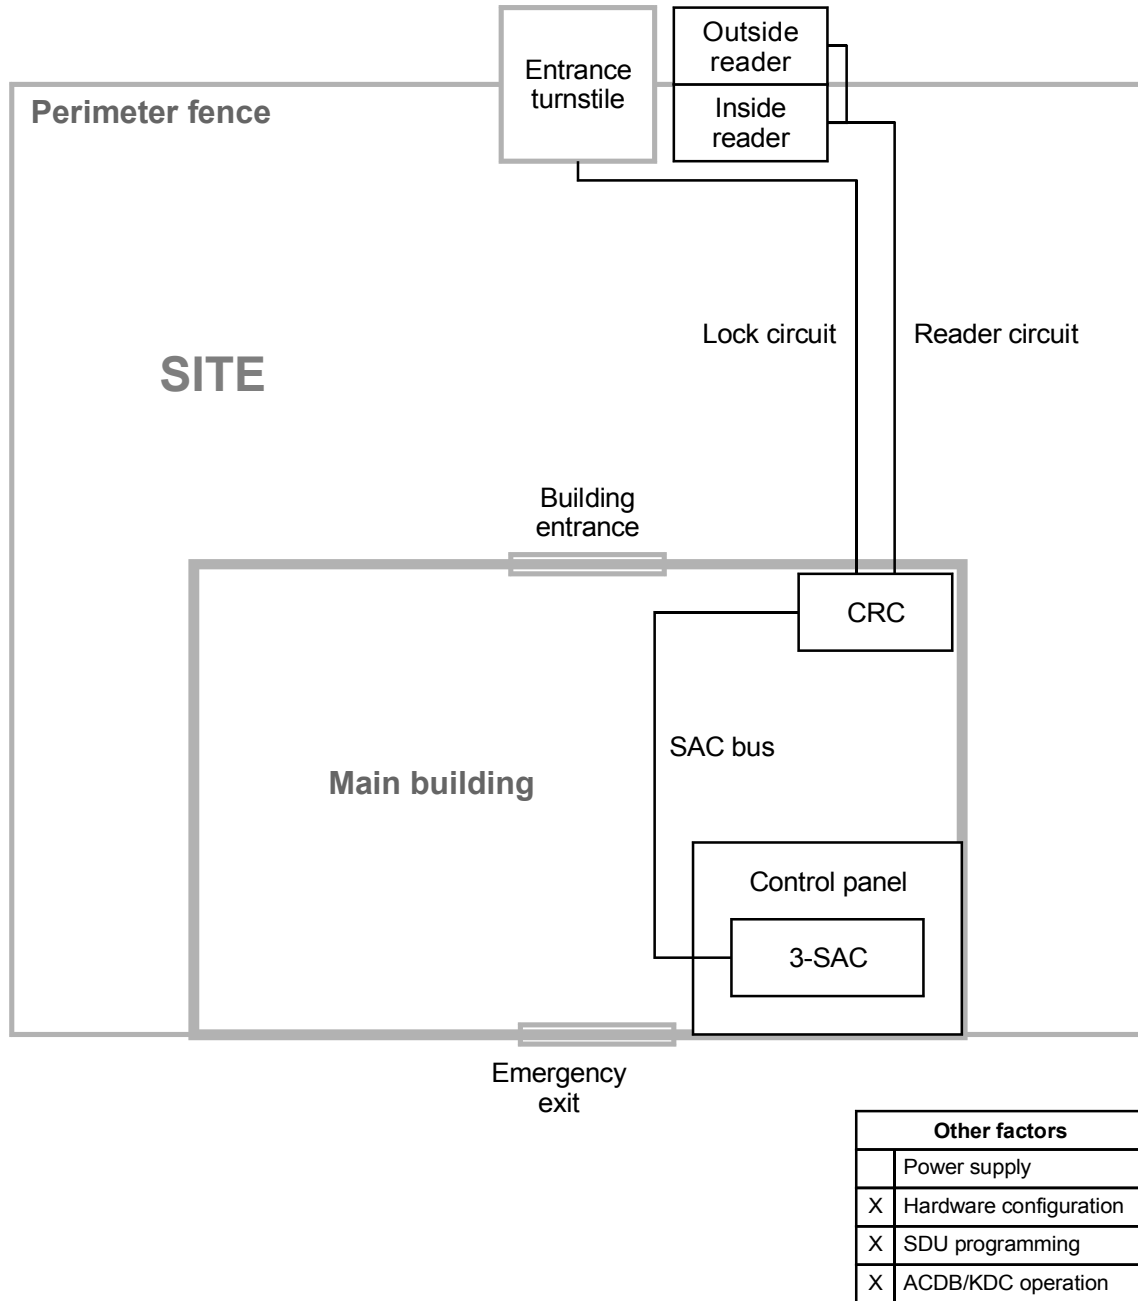 Outside
reader
Entrance
turnstile
Perimeter fence
Inside
reader
Lock circuit
Reader circuit
SITE
Building
entrance
CRC
SAC bus
Main building
Control panel
3-SAC
Emergency
exit
Other factors
Power supply
X Hardware configuration
X SDU programming
X ACDB/KDC operation